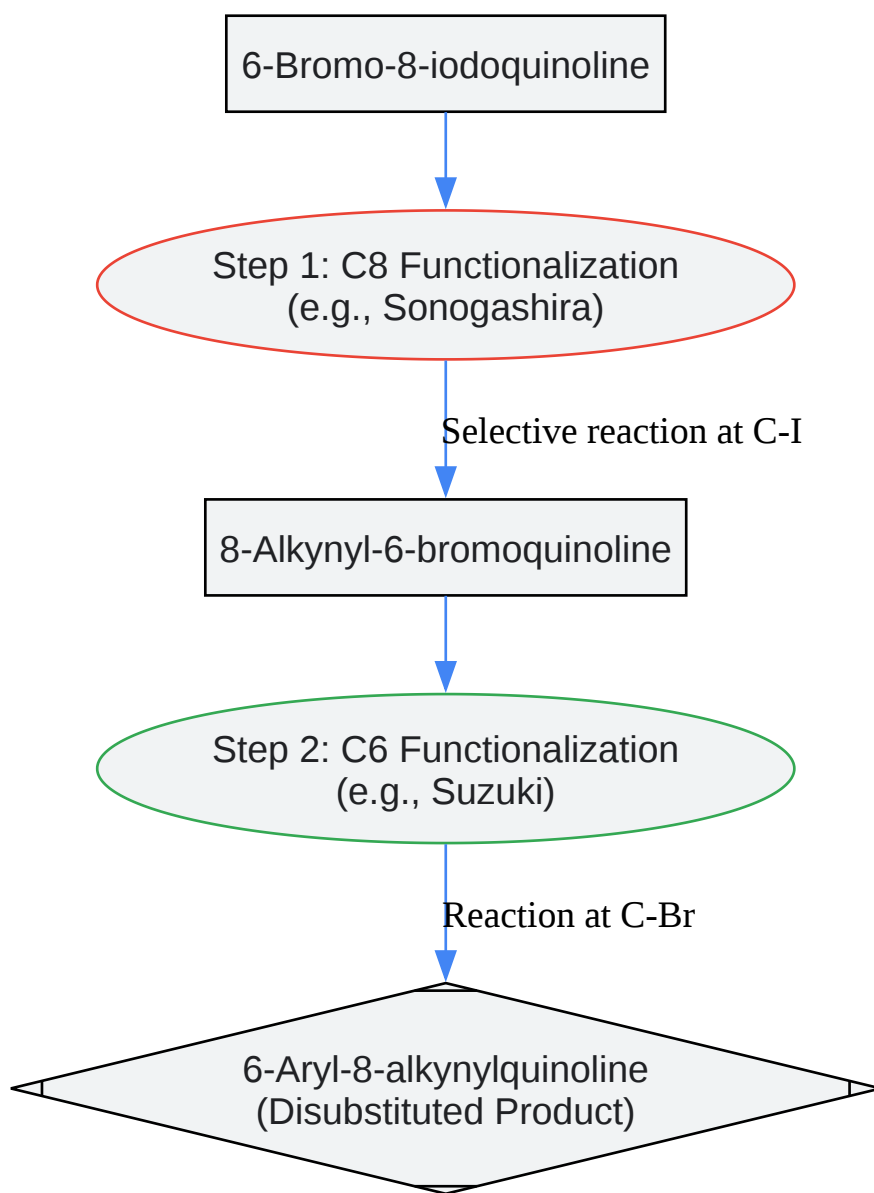 6-Bromo-8-iodoquinoline
Step 1: C8 Functionalization
(e.g., Sonogashira)
Selective reaction at C-I
8-Alkynyl-6-bromoquinoline
Step 2: C6 Functionalization
(e.g., Suzuki)
Reaction at C-Br
6-Aryl-8-alkynylquinoline
(Disubstituted Product)